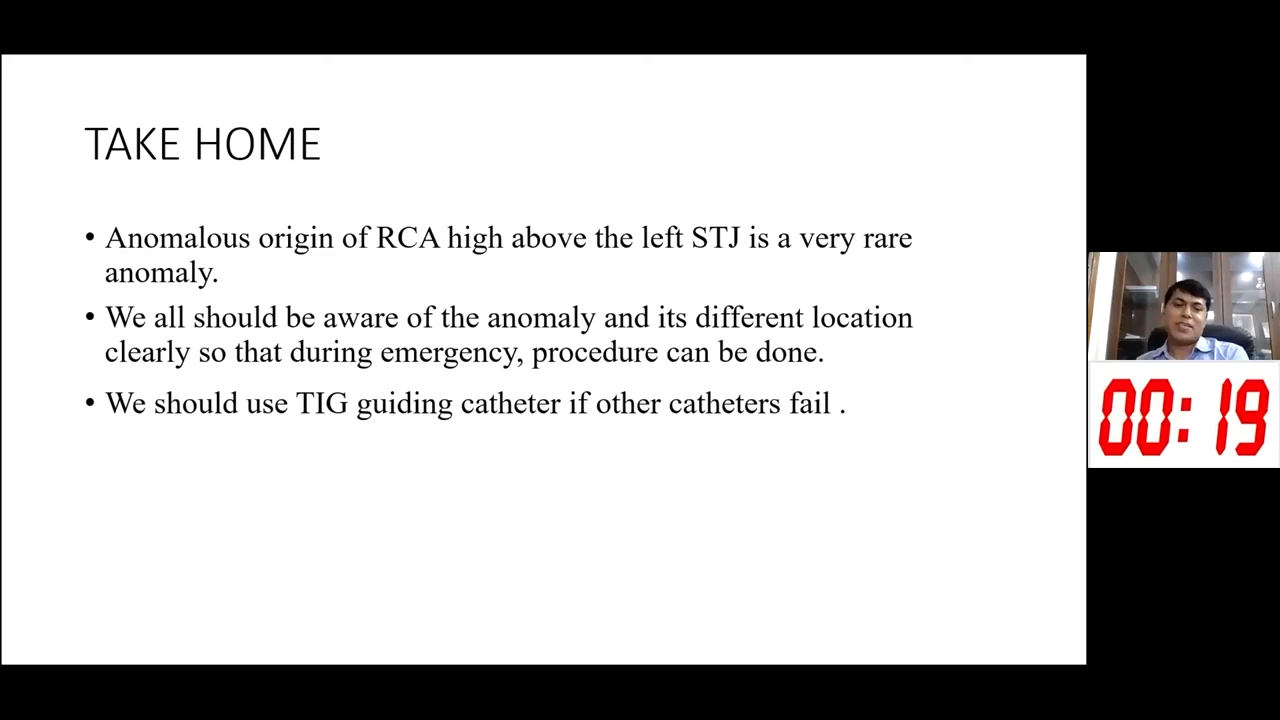 TAKE HOME
• Anomalous origin of RCA high above the left STJ is a very rare
anomaly.
• We all should be aware of the anomaly and its different location
clearly so that during emergency, procedure can be done.
• We should use TIG guiding catheter if other catheters fail .
00:19